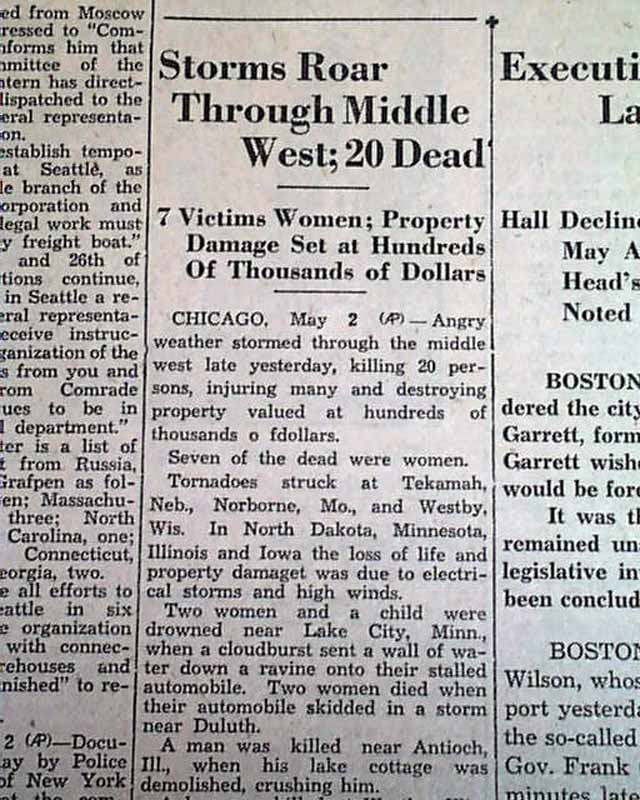 ed from Moscow
ressed to "Com-
nforms him that
mmittee of the
ntern has direct-
dispatched to the
eral representa-
on.
establish tempo-
at Seattle, as
le branch of the
orporation and
legal work must
y freight boat."
and 26th of
tions continue,
in Seattle a re-
eral representa-
eceive instruc-
ganization of the
s from you and
rom Comrade
ues to be in
l department."
ter is a list of
t from Russia,
Grafpen as fol-
en; Massachu-
three; North
Carolina, one;
Connecticut,
eorgia, two.
e all efforts to
eattle in six
e organization
with connec-
rehouses and
nished" to re-
2 (AP)—Docu-
ay by Police
of New York
Storms Roar
Through Middle
West; 20 Dead
7 Victims Women; Property
Damage Set at Hundreds
Of Thousands of Dollars
CHICAGO, May 2 (AP)—Angry
weather stormed through the middle
west late yesterday, killing 20 per-
sons, injuring many and destroying
property valued at hundreds of
thousands o fdollars.
Seven of the dead were women.
Tornadoes struck at Tekamah,
Neb., Norborne, Mo., and Westby,
Wis. In North Dakota, Minnesota,
Illinois and Iowa the loss of life and
property damaget was due to electri-
cal storms and high winds.
Two women and a child were
drowned near Lake City, Minn.,
when a cloudburst sent a wall of wa-
ter down a ravine onto their stalled
automobile. Two women died when
their automobile skidded in a storm
near Duluth.
A man was killed near Antioch,
Ill., when his lake cottage was
demolished, crushing him.
Executi
La
Hall Decline
May A
Head's
Noted
BOSTON
dered the city
Garrett, form
Garrett wishe
would be forc
It was th
remained un
legislative in
been conclud
BOSTON
Wilson, whos
port yesterda
the so-called
Gov. Frank
minutes late